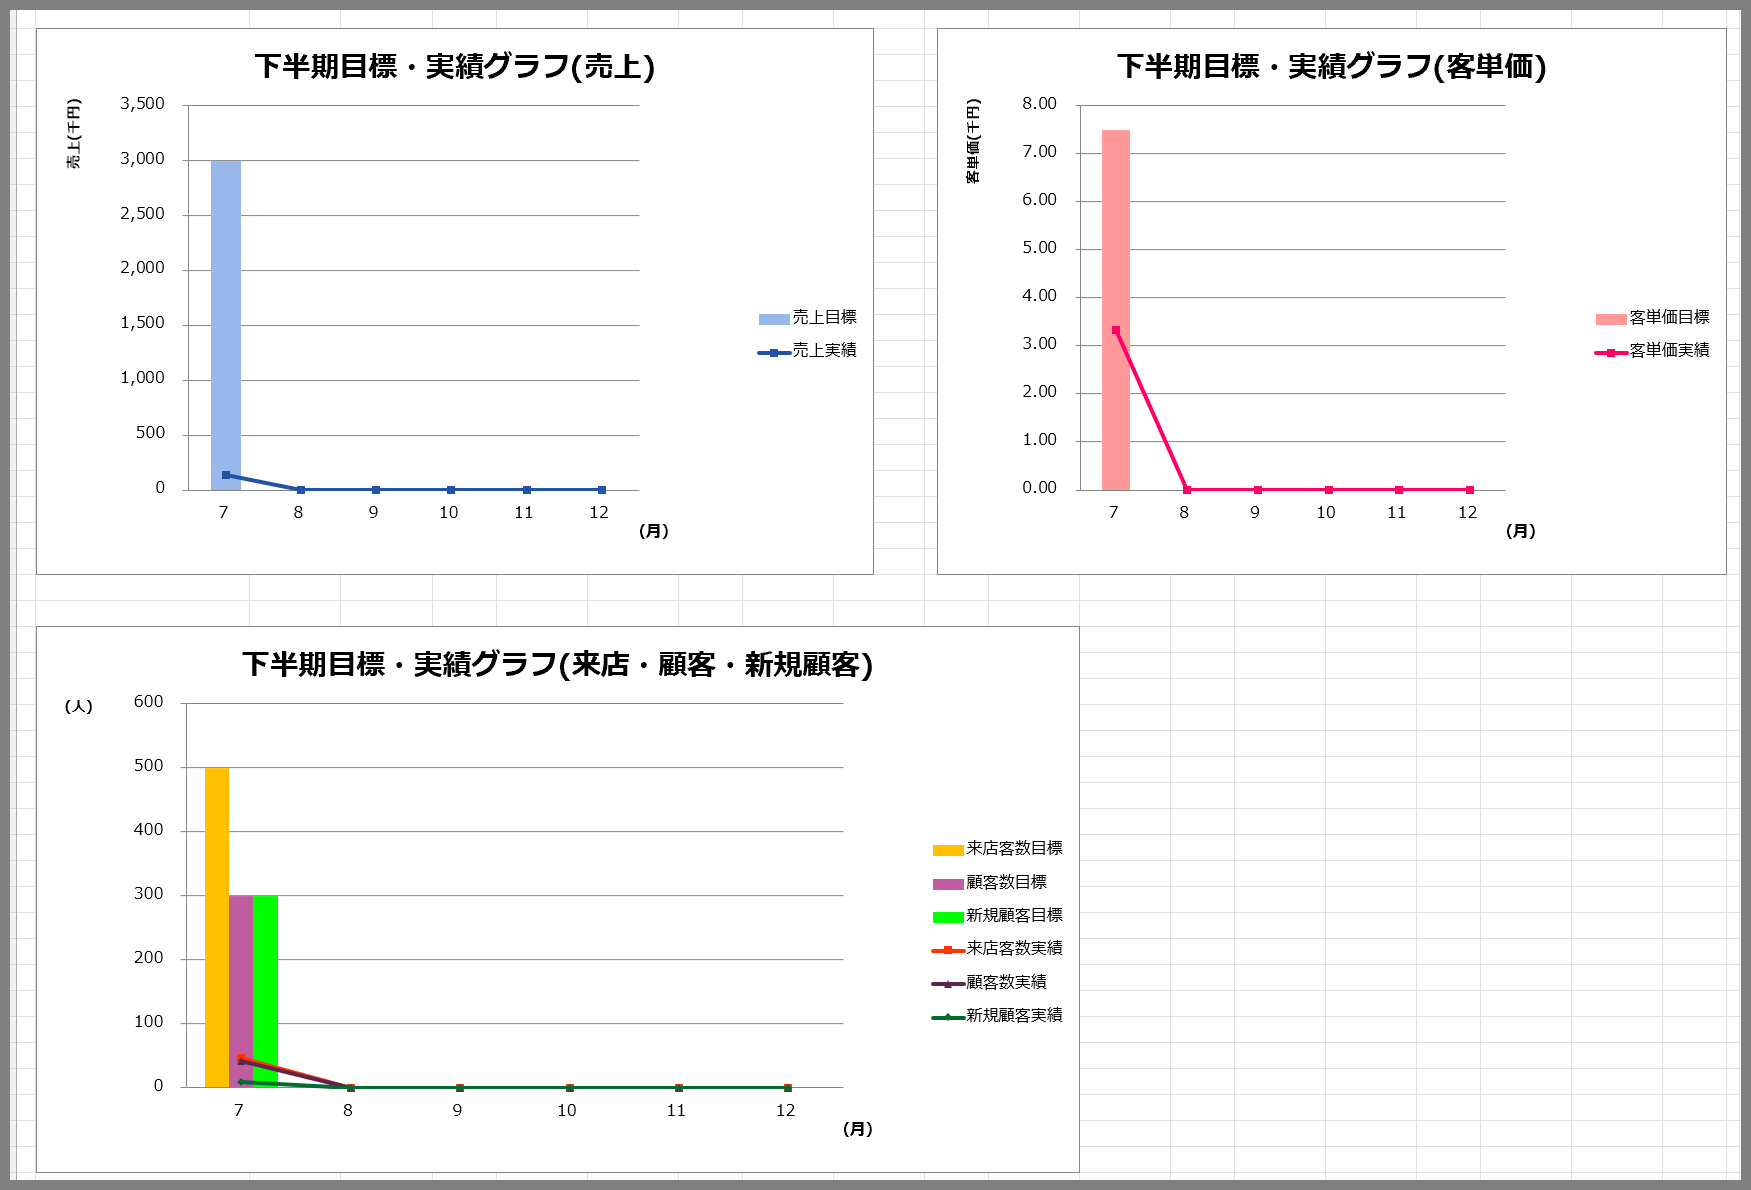 下半期目標・実績グラフ(売上)
売上(千円)
3,500
3,000
2,500
2,000
1,500
1,000
500
0
7 8 9 10 11 12
(月)
売上目標
売上実績
下半期目標・実績グラフ(客単価)
客単価(千円)
8.00
7.00
6.00
5.00
4.00
3.00
2.00
1.00
0.00
7 8 9 10 11 12
(月)
客単価目標
客単価実績
下半期目標・実績グラフ(来店・顧客・新規顧客)
(人)
600
500
400
300
200
100
0
7 8 9 10 11 12
(月)
来店客数目標
顧客数目標
新規顧客目標
来店客数実績
顧客数実績
新規顧客実績